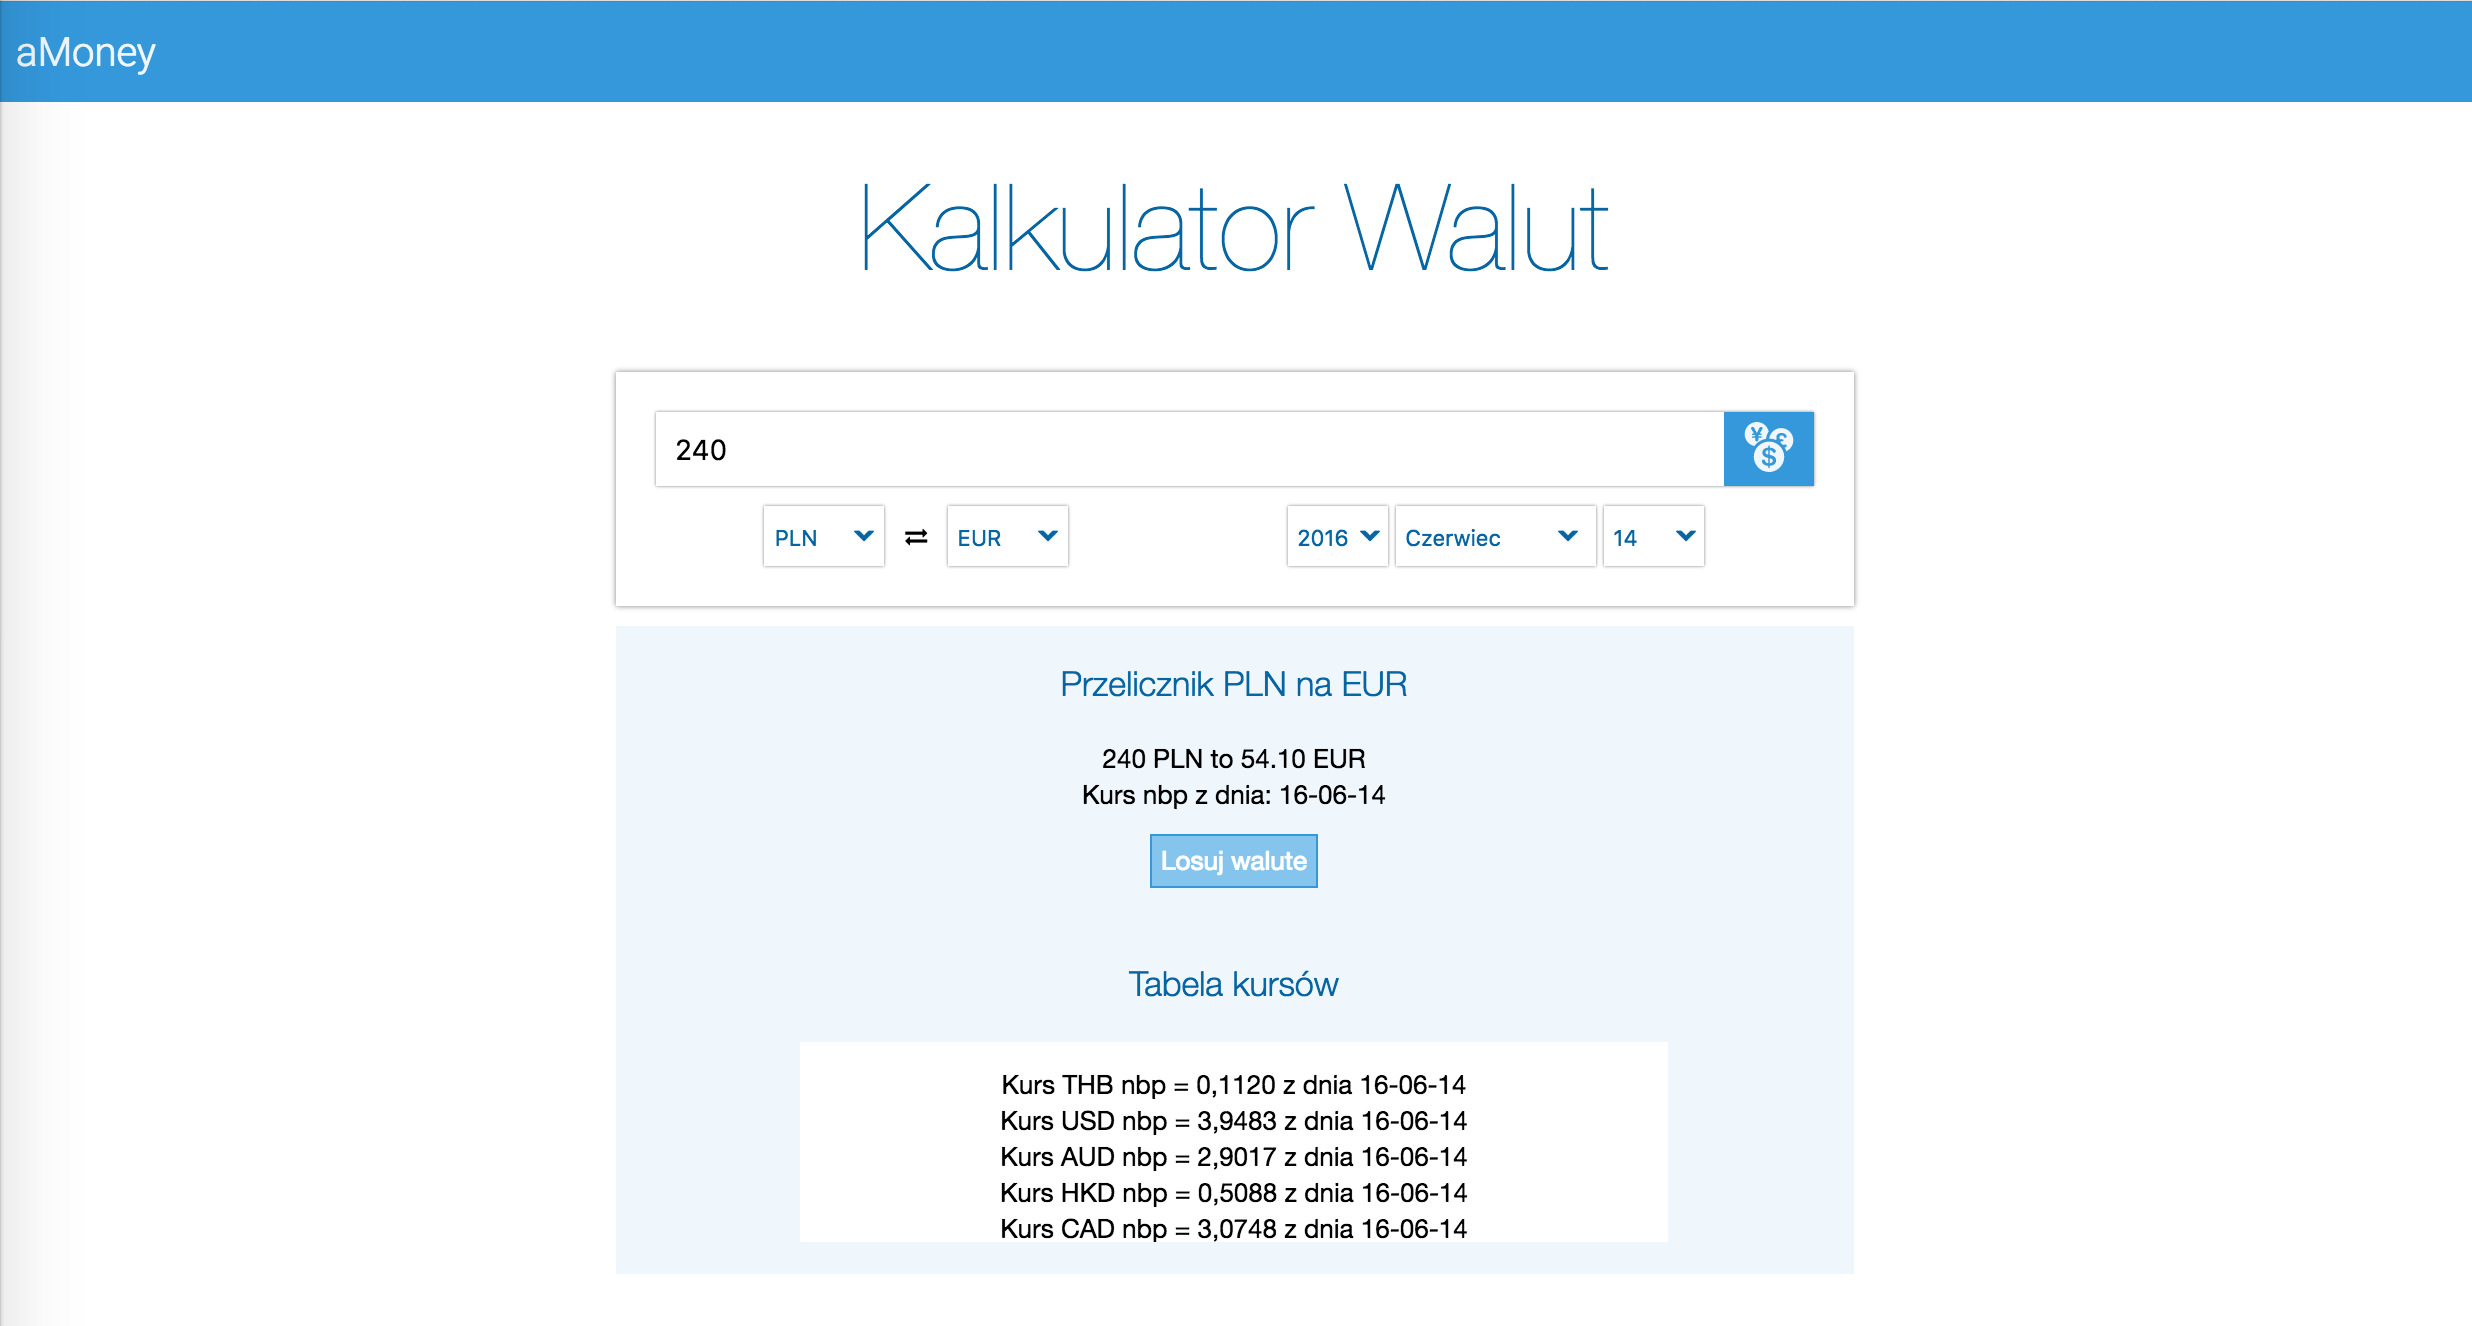 aMoney
Kalkulator Walut
240
¥ £ $
PLN EUR 2016 Czerwiec 14
Przelicznik PLN na EUR
240 PLN to 54.10 EUR
Kurs nbp z dnia: 16-06-14
Losuj walute
Tabela kursów
Kurs THB nbp = 0,1120 z dnia 16-06-14
Kurs USD nbp = 3,9483 z dnia 16-06-14
Kurs AUD nbp = 2,9017 z dnia 16-06-14
Kurs HKD nbp = 0,5088 z dnia 16-06-14
Kurs CAD nbp = 3,0748 z dnia 16-06-14